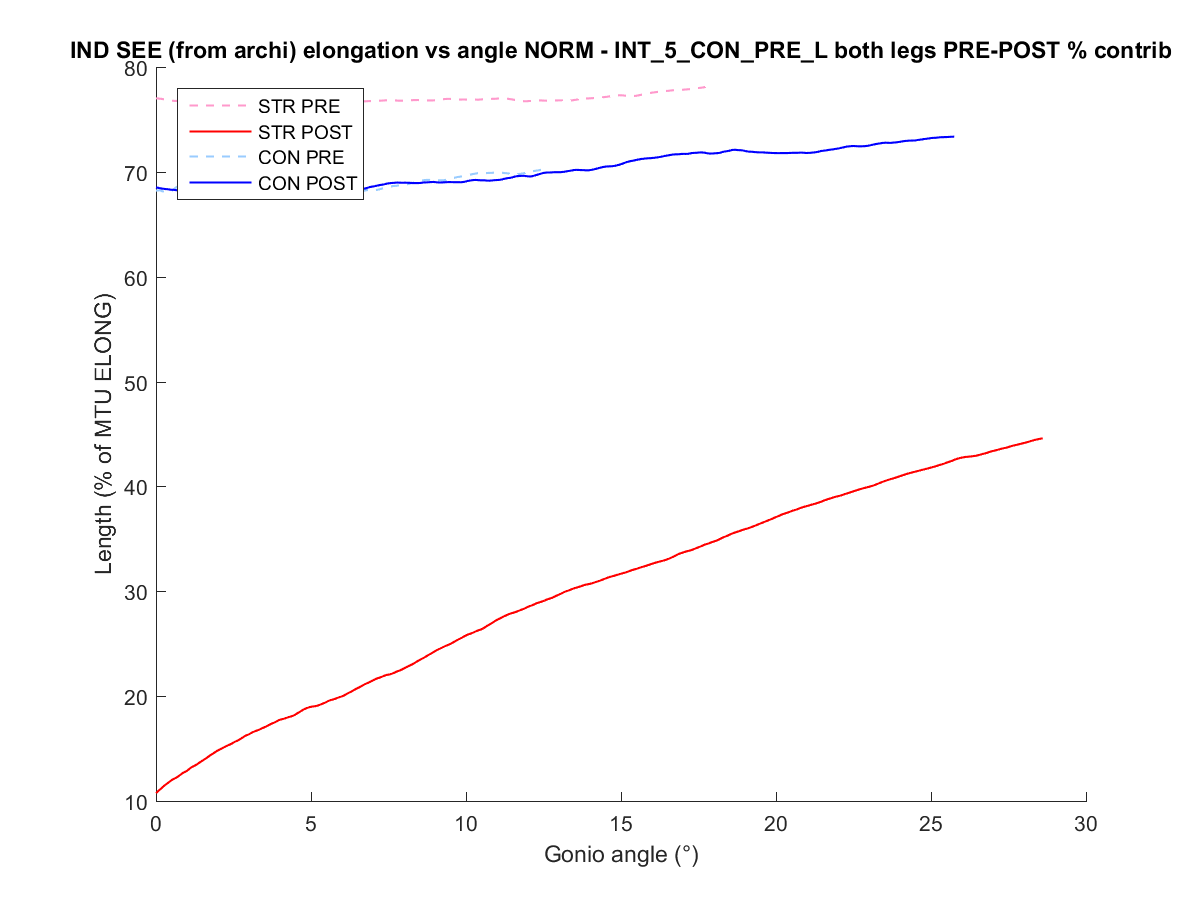 IND SEE (from archi) elongation vs angle NORM - INT_5_CON_PRE_L both legs PRE-POST % contrib
80
70
60
50
40
30
20
10
Length (% of MTU ELONG)
STR PRE
STR POST
CON PRE
CON POST
0 5 10 15 20 25 30
Gonio angle (°)